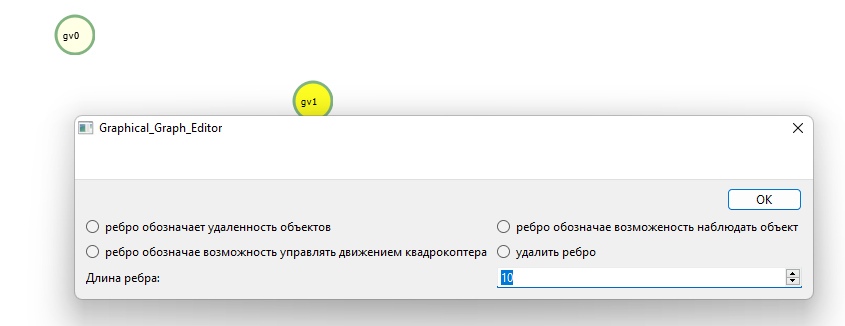 gv0
gv1
Graphical_Graph_Editor
OK
ребро обозначает удаленность объектов
ребро обозначае возможеность наблюдать объект
ребро обозначае возможность управлять движением квадрокоптера
удалить ребро
Длина ребра:
10